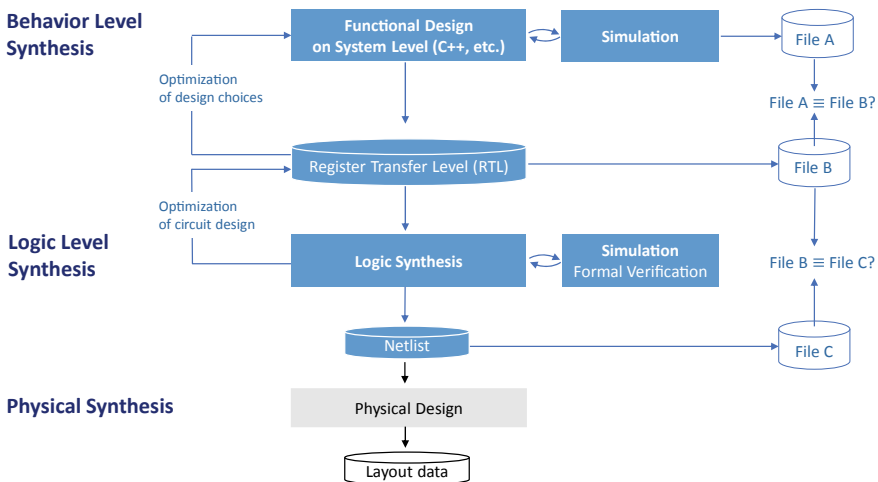 Behavior Level
Synthesis
Functional Design
on System Level (C++, etc.)
Simulation
File A
Optimization
of design choices
File A ≡ File B?
Register Transfer Level (RTL)
File B
Optimization
of circuit design
Logic Level
Synthesis
Logic Synthesis
Simulation
Formal Verification
File B ≡ File C?
Netlist
File C
Physical Synthesis
Physical Design
Layout data